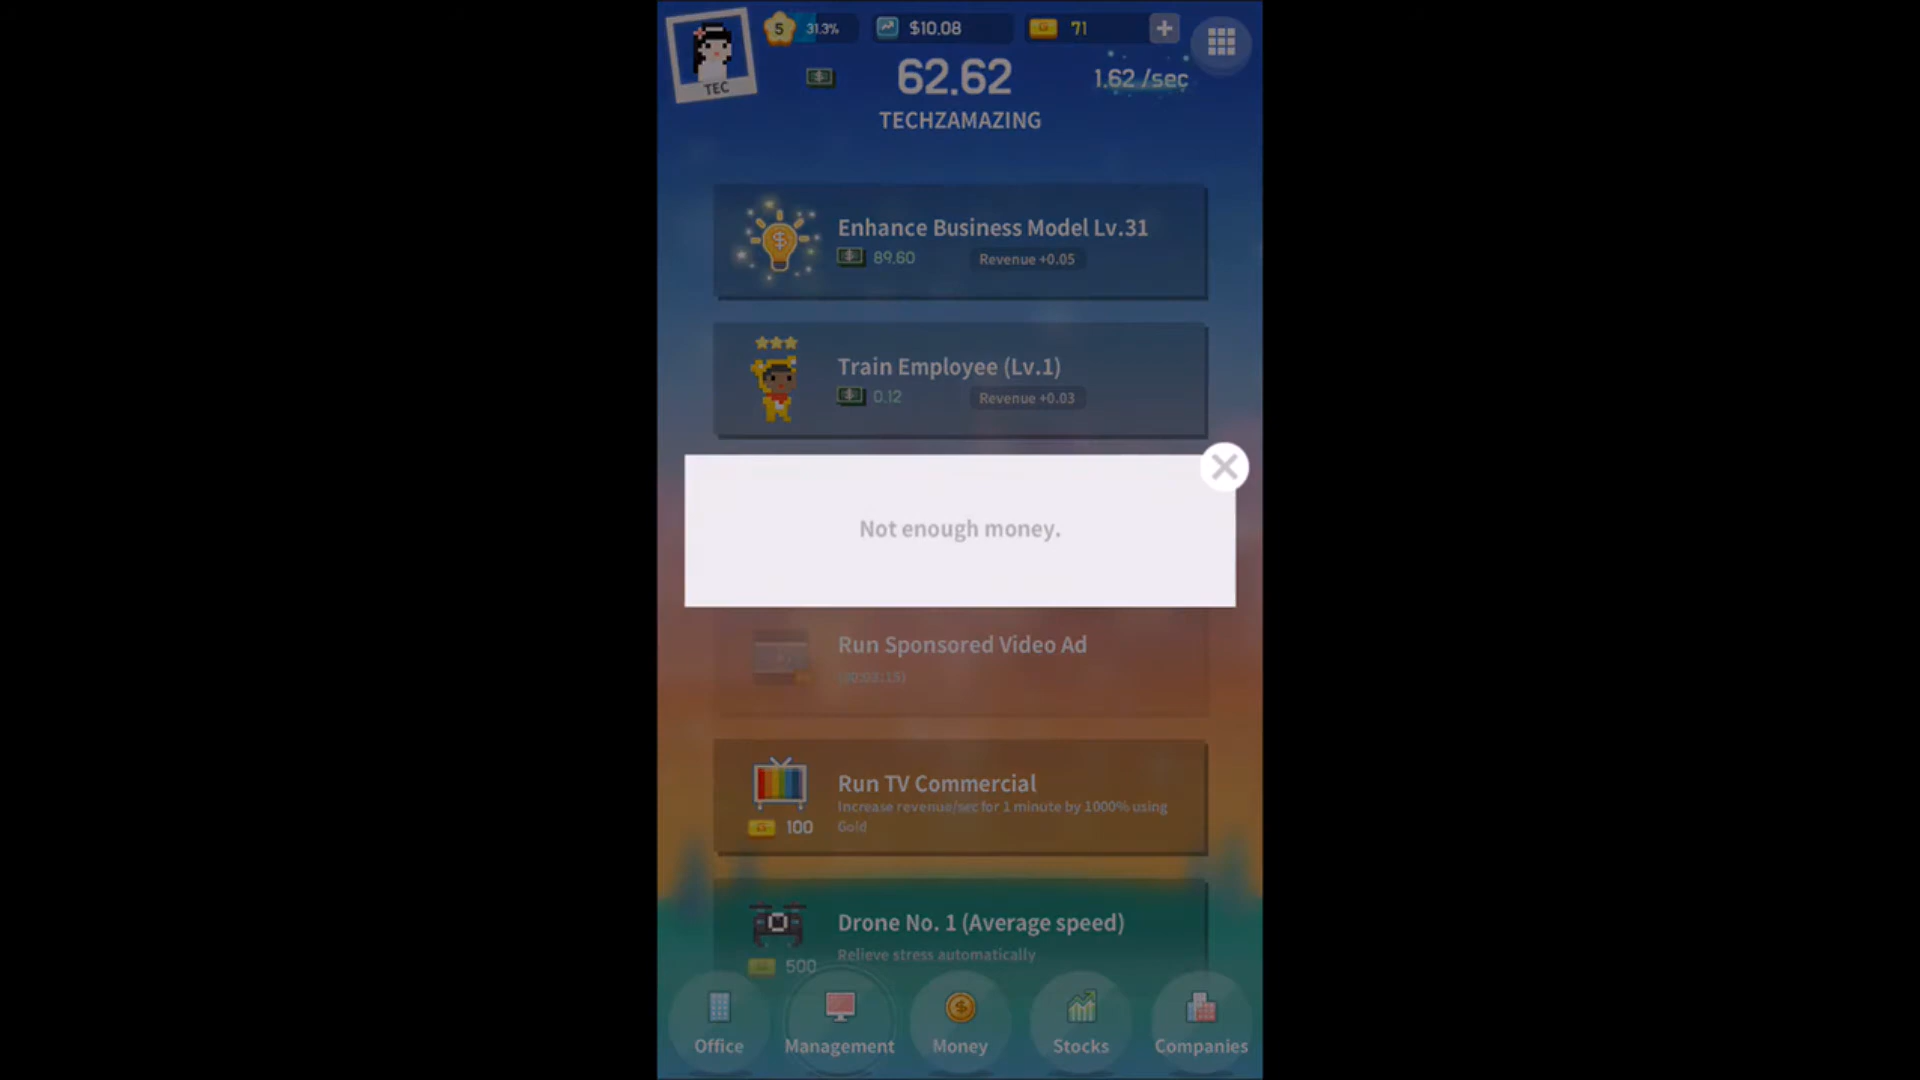 5 31.3% $10.08 G 71
TEC
62.62 1.62 /sec
TECHZAMAZING
Enhance Business Model Lv.31
89.60 Revenue +0.05
Train Employee (Lv.1)
0.12 Revenue +0.03
Not enough money.
Run Sponsored Video Ad
(00:03:15)
Run TV Commercial
Increase revenue/sec for 1 minute by 1000% using
Gold
100
Drone No. 1 (Average speed)
Relieve stress automatically
500
Office Management Money Stocks Companies